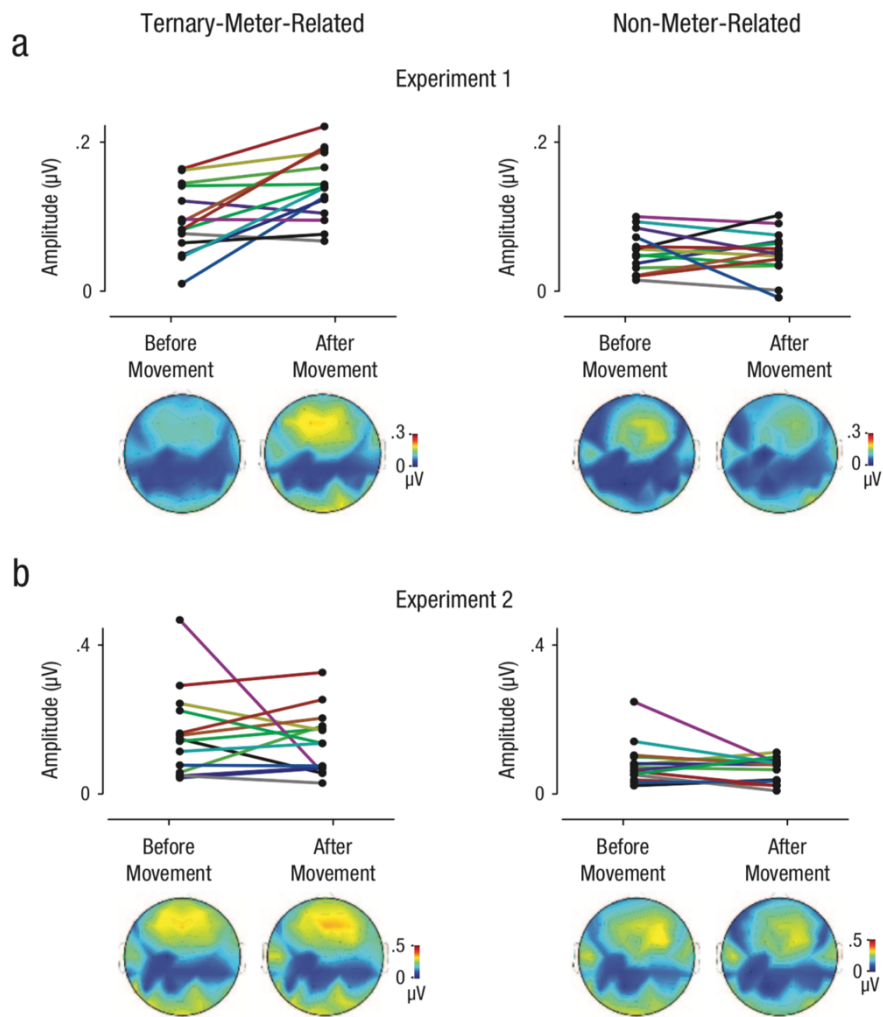 Ternary-Meter-Related
Non-Meter-Related
a
Experiment 1
Amplitude (µV)
.2
0
Before
Movement
After
Movement
.3
0
µV
Amplitude (µV)
.2
0
Before
Movement
After
Movement
.3
0
µV
b
Experiment 2
Amplitude (µV)
.4
0
Before
Movement
After
Movement
.5
0
µV
Amplitude (µV)
.4
0
Before
Movement
After
Movement
.5
0
µV